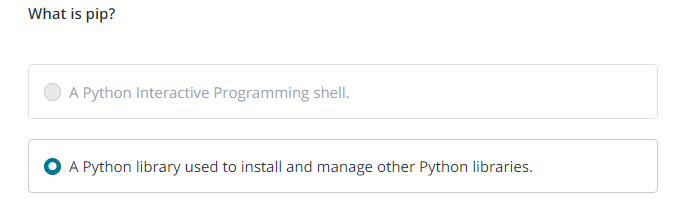 What is pip?
A Python Interactive Programming shell.
A Python library used to install and manage other Python libraries.